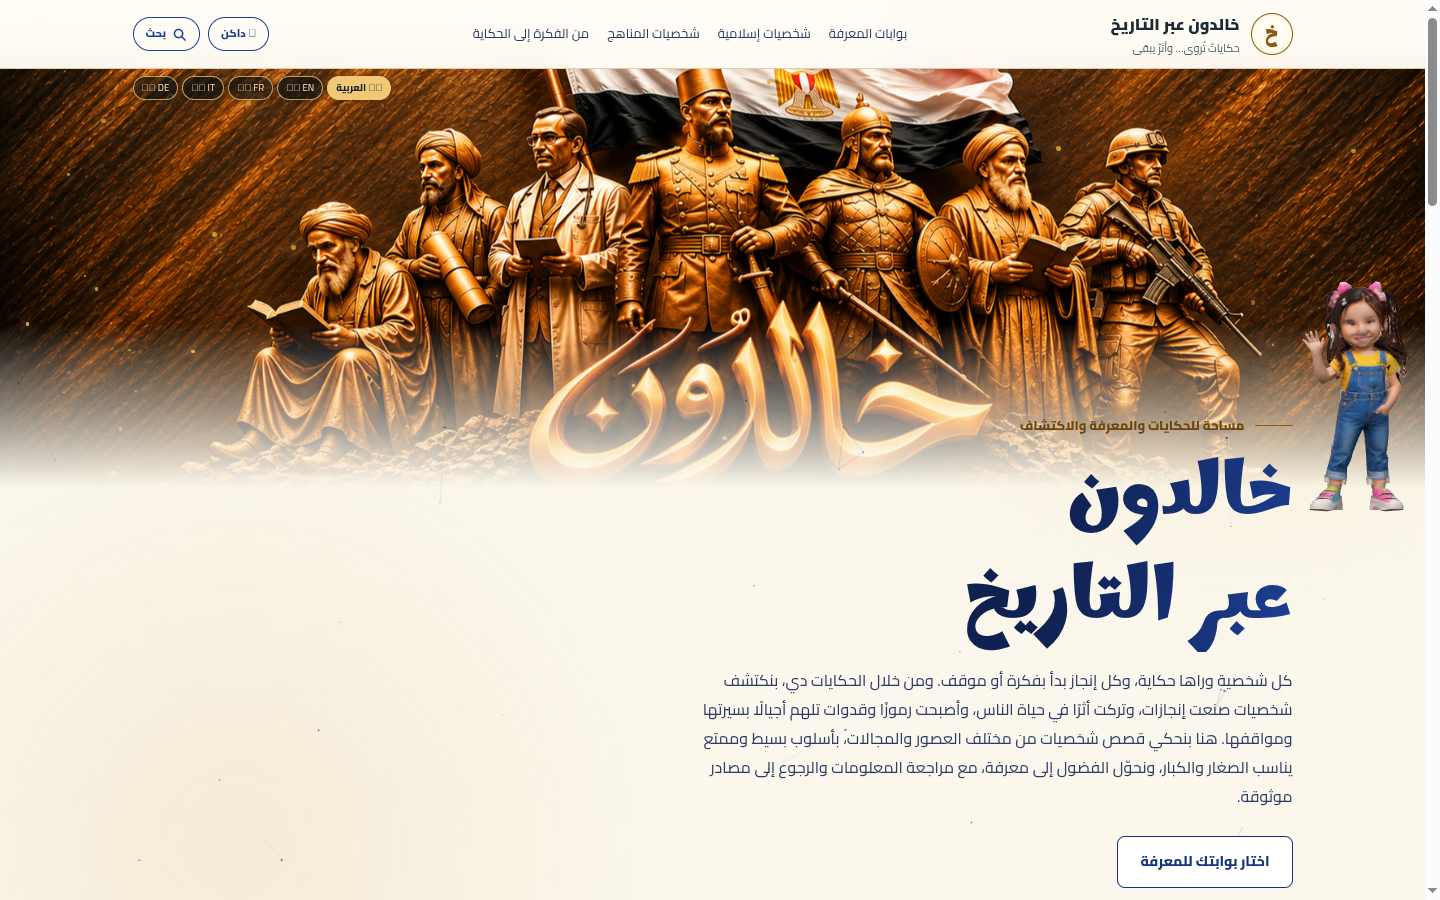 خ
خالدون عبر التاريخ
حكاياتٌ تُروى... وأثرٌ يبقى
بوابات المعرفة
شخصيات إسلامية
شخصيات المناهج
من الفكرة إلى الحكاية
داكن
بحث
العربية
EN
FR
IT
DE
خالدون
مساحة للحكايات والمعرفة والاكتشاف
خالدون
عبر التاريخ
كل شخصية وراها حكاية، وكل إنجاز بدأ بفكرة أو موقف. ومن خلال الحكايات دي، بنكتشف
شخصيات صنعت إنجازات، وتركت أثرًا في حياة الناس، وأصبحت رموزًا وقدوات تلهم أجيالًا بسيرتها
ومواقفها. هنا بنحكي قصص شخصيات من مختلف العصور والمجالات، بأسلوب بسيط وممتع
يناسب الصغار والكبار، ونحوّل الفضول إلى معرفة، مع مراجعة المعلومات والرجوع إلى مصادر
موثوقة.
اختار بوابتك للمعرفة